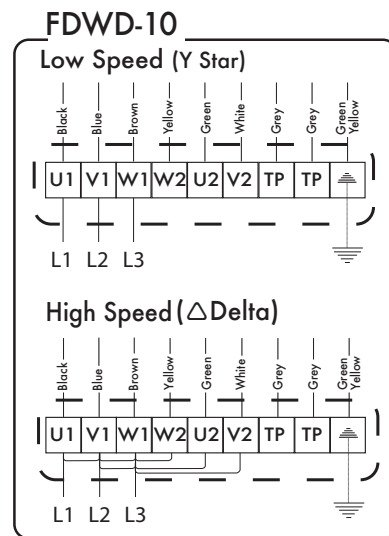 FDWD-10
Low Speed (Y Star)
Black Blue Brown Yellow Green White Grey Grey Green Yellow
U1 V1 W1 W2 U2 V2 TP TP
L1 L2 L3
High Speed (△Delta)
Black Blue Brown Yellow Green White Grey Grey Green Yellow
U1 V1 W1 W2 U2 V2 TP TP
L1 L2 L3